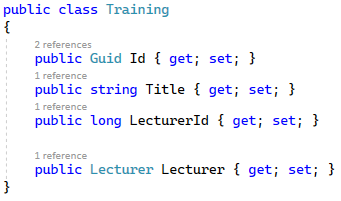 public class Training
{
2 references
public Guid Id { get; set; }
1 reference
public string Title { get; set; }
1 reference
public long LecturerId { get; set; }
1 reference
public Lecturer Lecturer { get; set; }
}